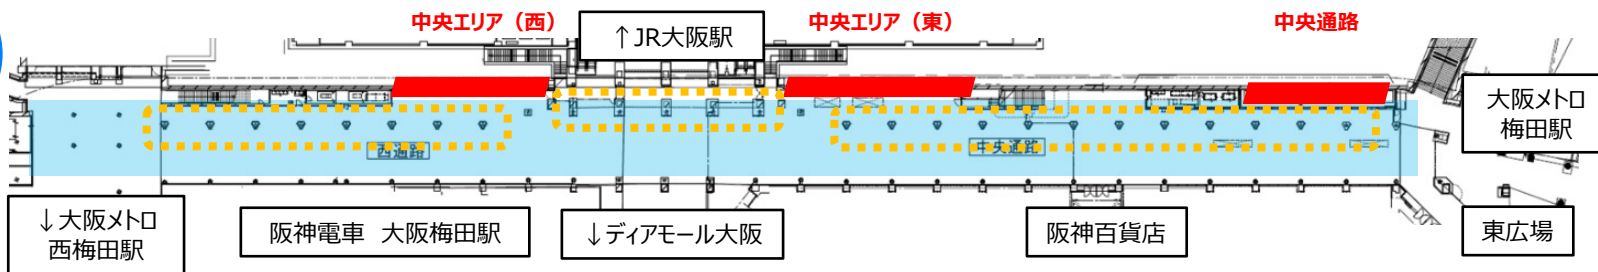 中央エリア（西）
↑JR大阪駅
中央エリア（東）
中央通路
大阪メトロ
梅田駅
西通路
中央通路
↓大阪メトロ
西梅田駅
阪神電車　大阪梅田駅
↓ディアモール大阪
阪神百貨店
東広場